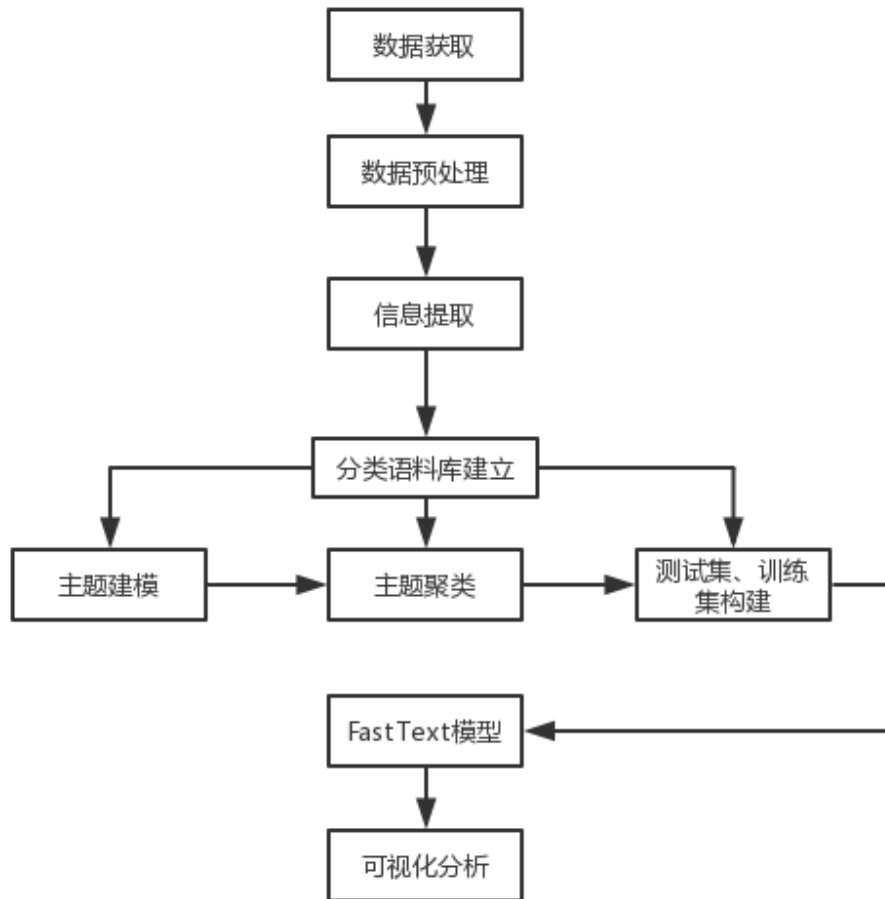 数据获取
数据预处理
信息提取
分类语料库建立
主题建模
主题聚类
测试集、训练
集构建
FastText模型
可视化分析